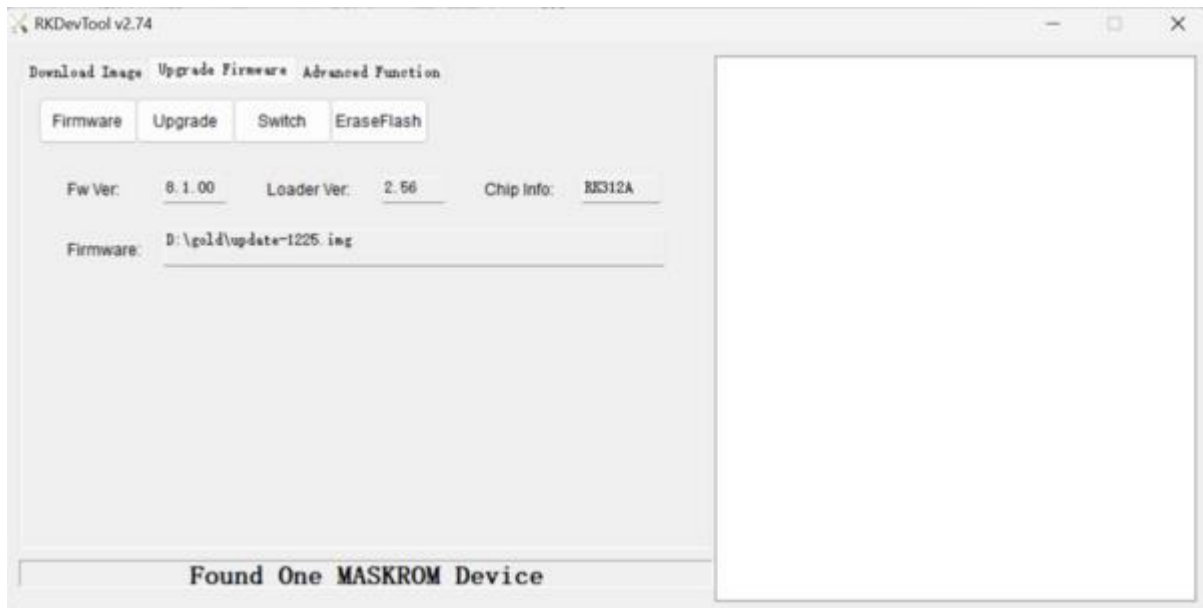 RKDevTool v2.74
Download Image Upgrade Firmware Advanced Function
Firmware Upgrade Switch EraseFlash
Fw Ver: 8.1.00 Loader Ver: 2.56 Chip Info: RK312A
Firmware: D:\gold\update-1225.img
Found One MASKROM Device